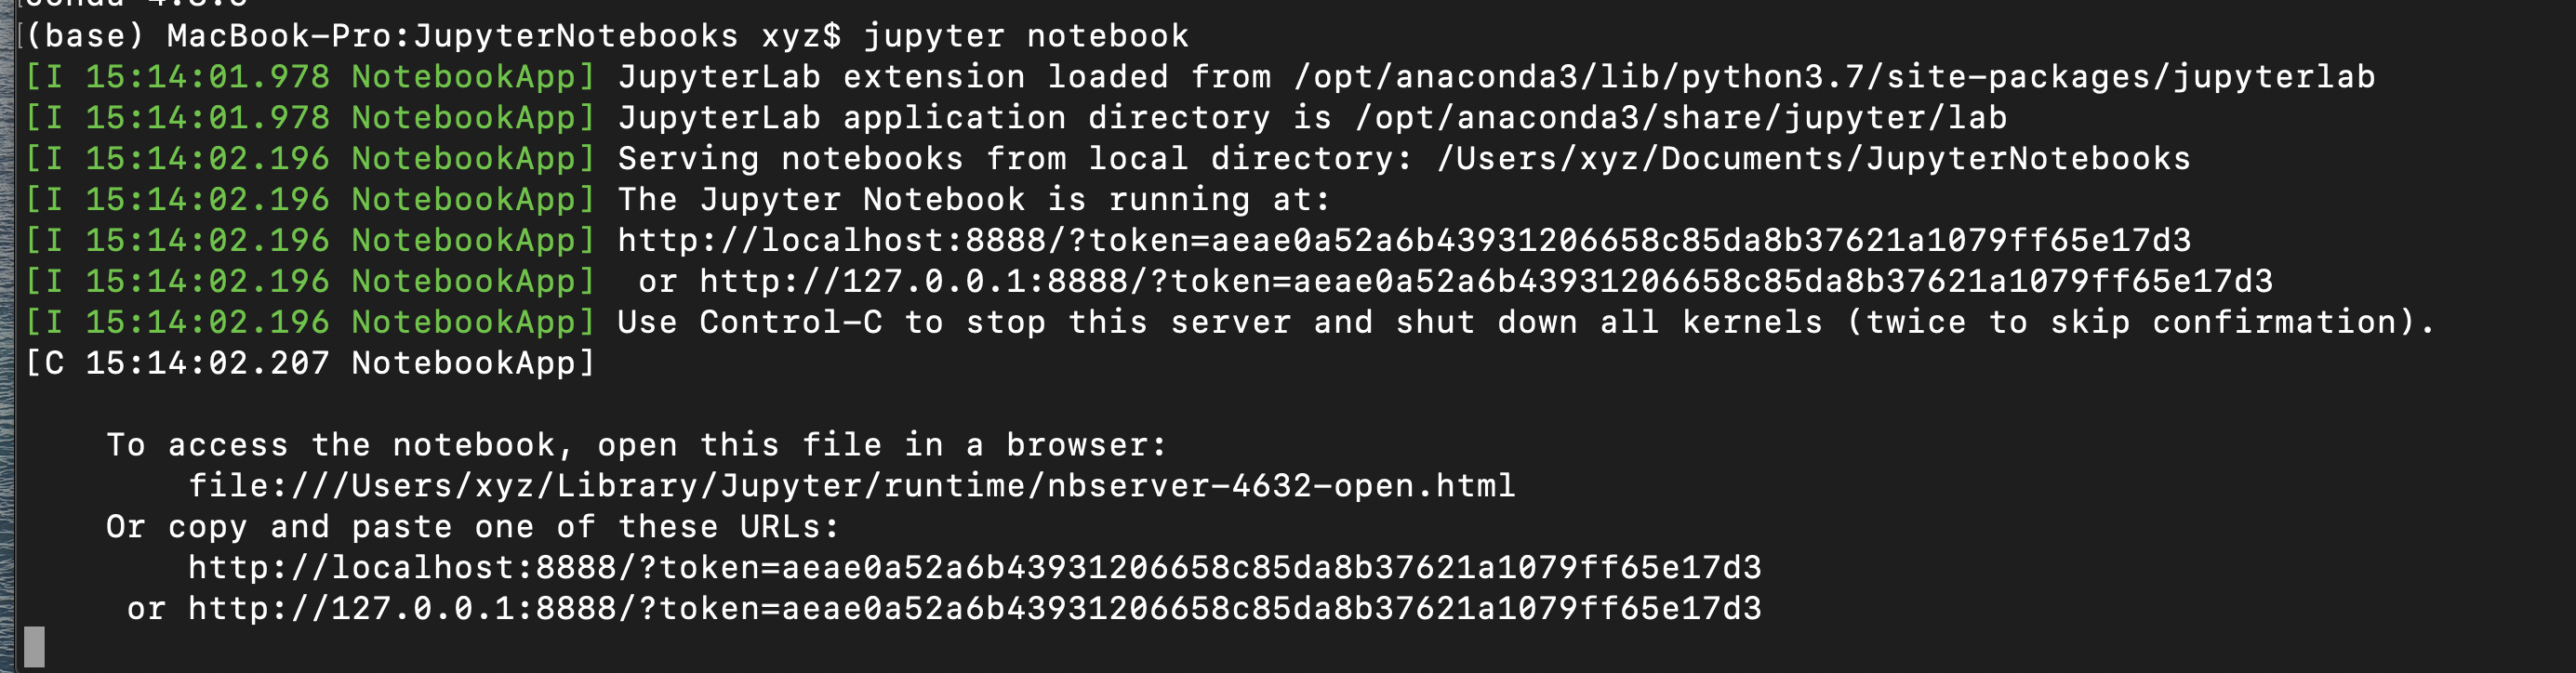 (base) MacBook-Pro:JupyterNotebooks xyz$ jupyter notebook
[I 15:14:01.978 NotebookApp] JupyterLab extension loaded from /opt/anaconda3/lib/python3.7/site-packages/jupyterlab
[I 15:14:01.978 NotebookApp] JupyterLab application directory is /opt/anaconda3/share/jupyter/lab
[I 15:14:02.196 NotebookApp] Serving notebooks from local directory: /Users/xyz/Documents/JupyterNotebooks
[I 15:14:02.196 NotebookApp] The Jupyter Notebook is running at:
[I 15:14:02.196 NotebookApp] http://localhost:8888/?token=aeae0a52a6b43931206658c85da8b37621a1079ff65e17d3
[I 15:14:02.196 NotebookApp]  or http://127.0.0.1:8888/?token=aeae0a52a6b43931206658c85da8b37621a1079ff65e17d3
[I 15:14:02.196 NotebookApp] Use Control-C to stop this server and shut down all kernels (twice to skip confirmation).
[C 15:14:02.207 NotebookApp]
To access the notebook, open this file in a browser:
file:///Users/xyz/Library/Jupyter/runtime/nbserver-4632-open.html
Or copy and paste one of these URLs:
http://localhost:8888/?token=aeae0a52a6b43931206658c85da8b37621a1079ff65e17d3
or http://127.0.0.1:8888/?token=aeae0a52a6b43931206658c85da8b37621a1079ff65e17d3